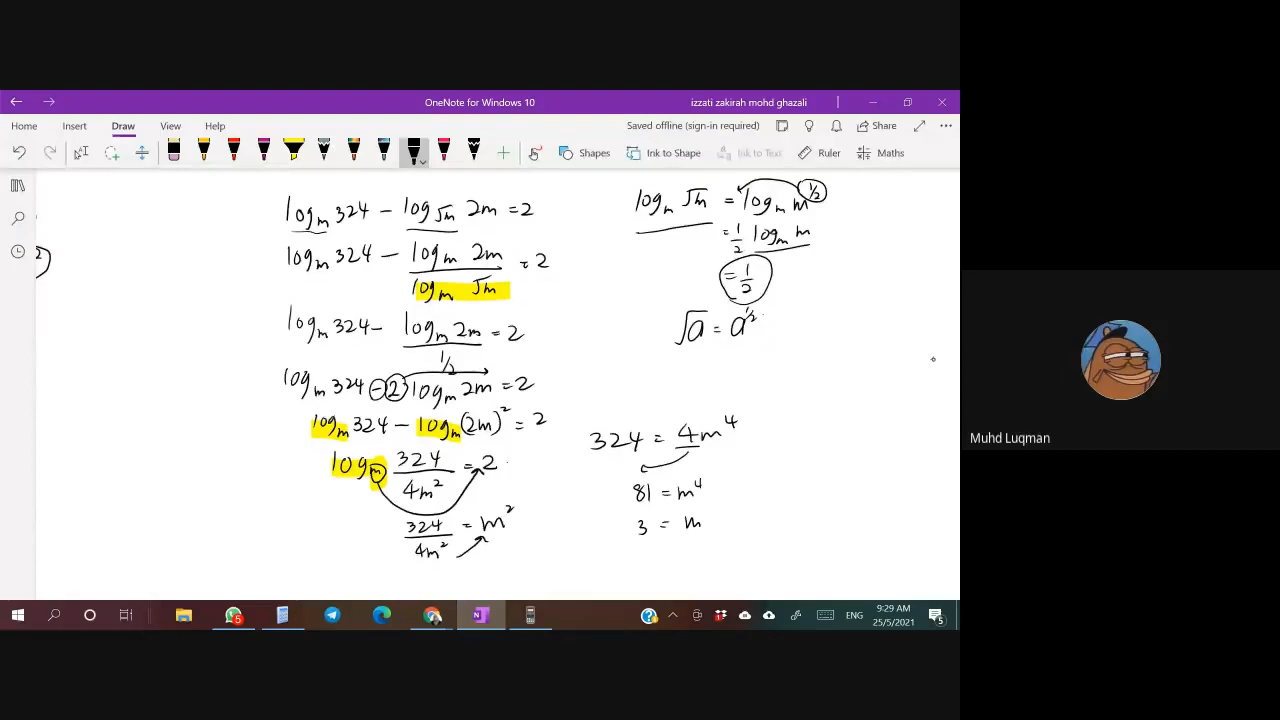 OneNote for Windows 10
izzati zakirah mohd ghazali
Home Insert Draw View Help
Saved offline (sign-in required)
Share
Shapes
Ink to Shape
Ink to Text
Ruler
Maths
log_m 324 - log_√m 2m = 2
log_m 324 - (log_m 2m)/(log_m √m) = 2
log_m 324 - (log_m 2m)/(1/2) = 2
log_m 324 - 2 log_m 2m = 2
log_m 324 - log_m (2m)² = 2
log_m 324/4m² = 2
324/4m² = m²
log_m √m = log_m m^1/2
= 1/2 log_m m
= 1/2
√a = a^1/2
324 = 4m⁴
81 = m⁴
3 = m
Muhd Luqman
5
ENG
9:29 AM
25/5/2021
5